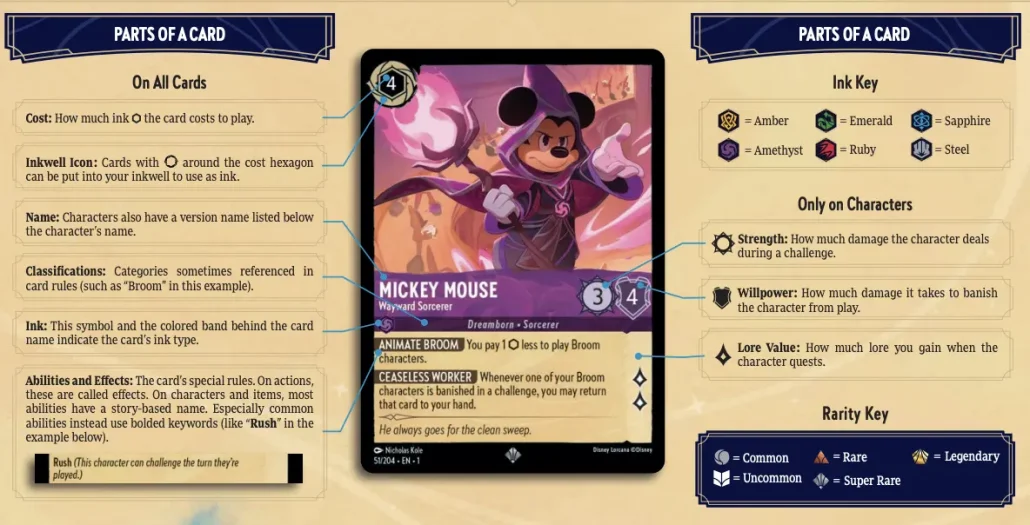 PARTS OF A CARD
On All Cards
Cost: How much ink the card costs to play.
Inkwell Icon: Cards with around the cost hexagon
can be put into your inkwell to use as ink.
Name: Characters also have a version name listed below
the character's name.
Classifications: Categories sometimes referenced in
card rules (such as “Broom” in this example).
Ink: This symbol and the colored band behind the card
name indicate the card's ink type.
Abilities and Effects: The card's special rules. On actions,
these are called effects. On characters and items, most
abilities have a story-based name. Especially common
abilities instead use bolded keywords (like “Rush” in the
example below).
Rush (This character can challenge the turn they're
played.)
4
MICKEY MOUSE
Wayward Sorcerer
3
4
Dreamborn • Sorcerer
ANIMATE BROOM You pay 1 less to play Broom
characters.
CEASELESS WORKER Whenever one of your Broom
characters is banished in a challenge, you may return
that card to your hand.
He always goes for the clean sweep.
Nicholas Kole
51/204 • EN • 1
Disney Lorcana ©Disney
PARTS OF A CARD
Ink Key
= Amber
= Emerald
= Sapphire
= Amethyst
= Ruby
= Steel
Only on Characters
Strength: How much damage the character deals
during a challenge.
Willpower: How much damage it takes to banish
the character from play.
Lore Value: How much lore you gain when the
character quests.
Rarity Key
= Common
= Rare
= Legendary
= Uncommon
= Super Rare